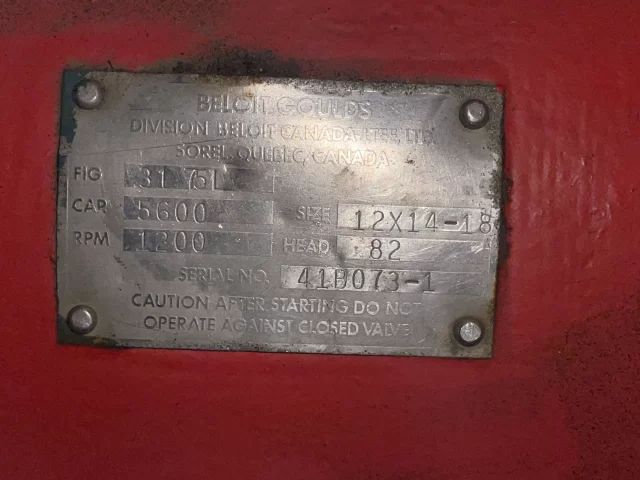 BELOIT GOULDS
DIVISION BELOIT CANADA LTEE, LTD.
SOREL, QUEBEC, CANADA
FIG 3175L
CAP. 5600 SIZE 12X14-18
RPM 1200 HEAD 82
SERIAL NO. 41B073-1
CAUTION AFTER STARTING DO NOT
OPERATE AGAINST CLOSED VALVE